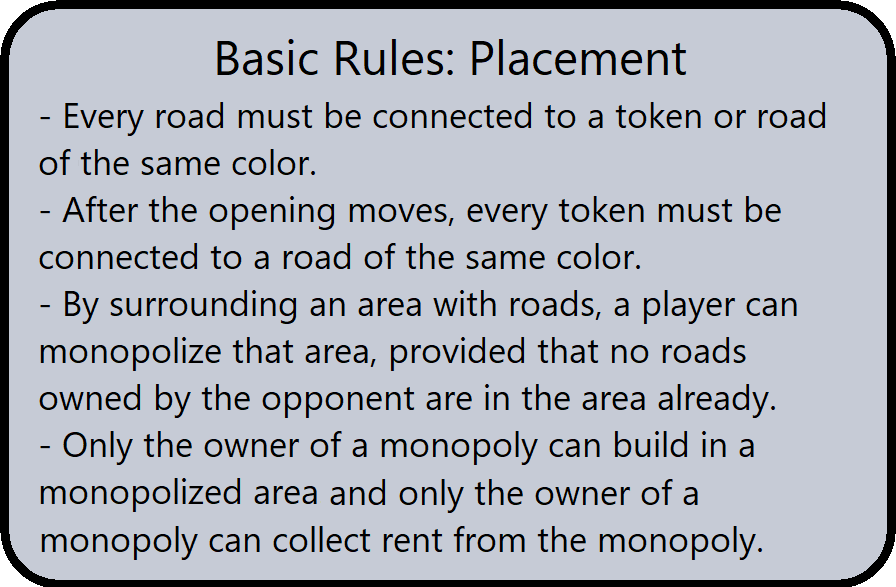 Basic Rules: Placement
- Every road must be connected to a token or road
of the same color.
- After the opening moves, every token must be
connected to a road of the same color.
- By surrounding an area with roads, a player can
monopolize that area, provided that no roads
owned by the opponent are in the area already.
- Only the owner of a monopoly can build in a
monopolized area and only the owner of a
monopoly can collect rent from the monopoly.